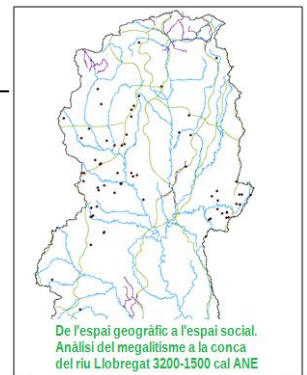 De l'espai geogràfic a l'espai social.
Anàlisi del megalitisme a la conca
del riu Llobregat 3200-1500 cal ANE